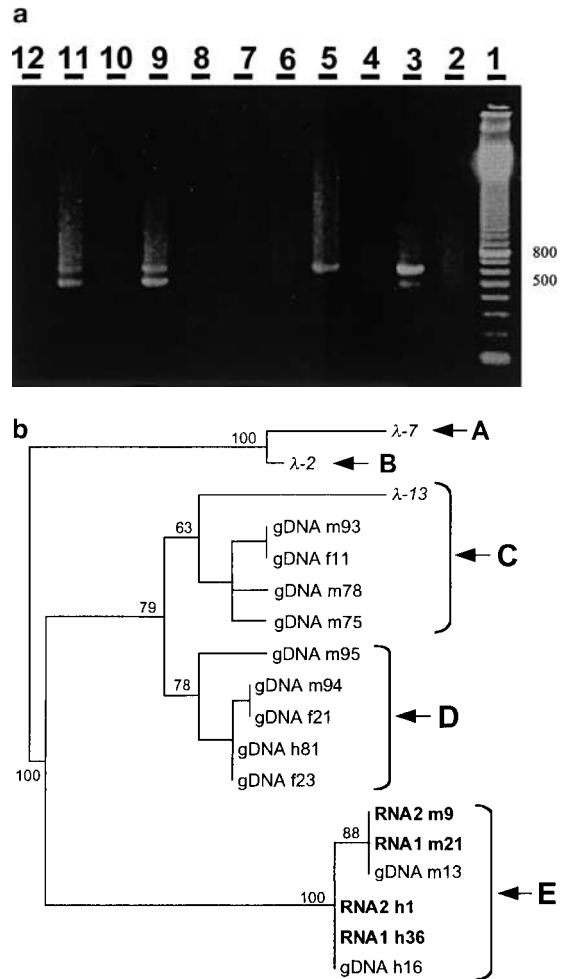 a
12 11 10 9 8 7 6 5 4 3 2 1
800
500
b
100 λ-7 A
λ-2 B
λ-13
63 gDNA m93
gDNA f11
C
gDNA m78
79
gDNA m75
gDNA m95
78 gDNA m94
gDNA f21
D
gDNA h81
gDNA f23
100
RNA2 m9
88 RNA1 m21
gDNA m13
E
100 RNA2 h1
RNA1 h36
gDNA h16